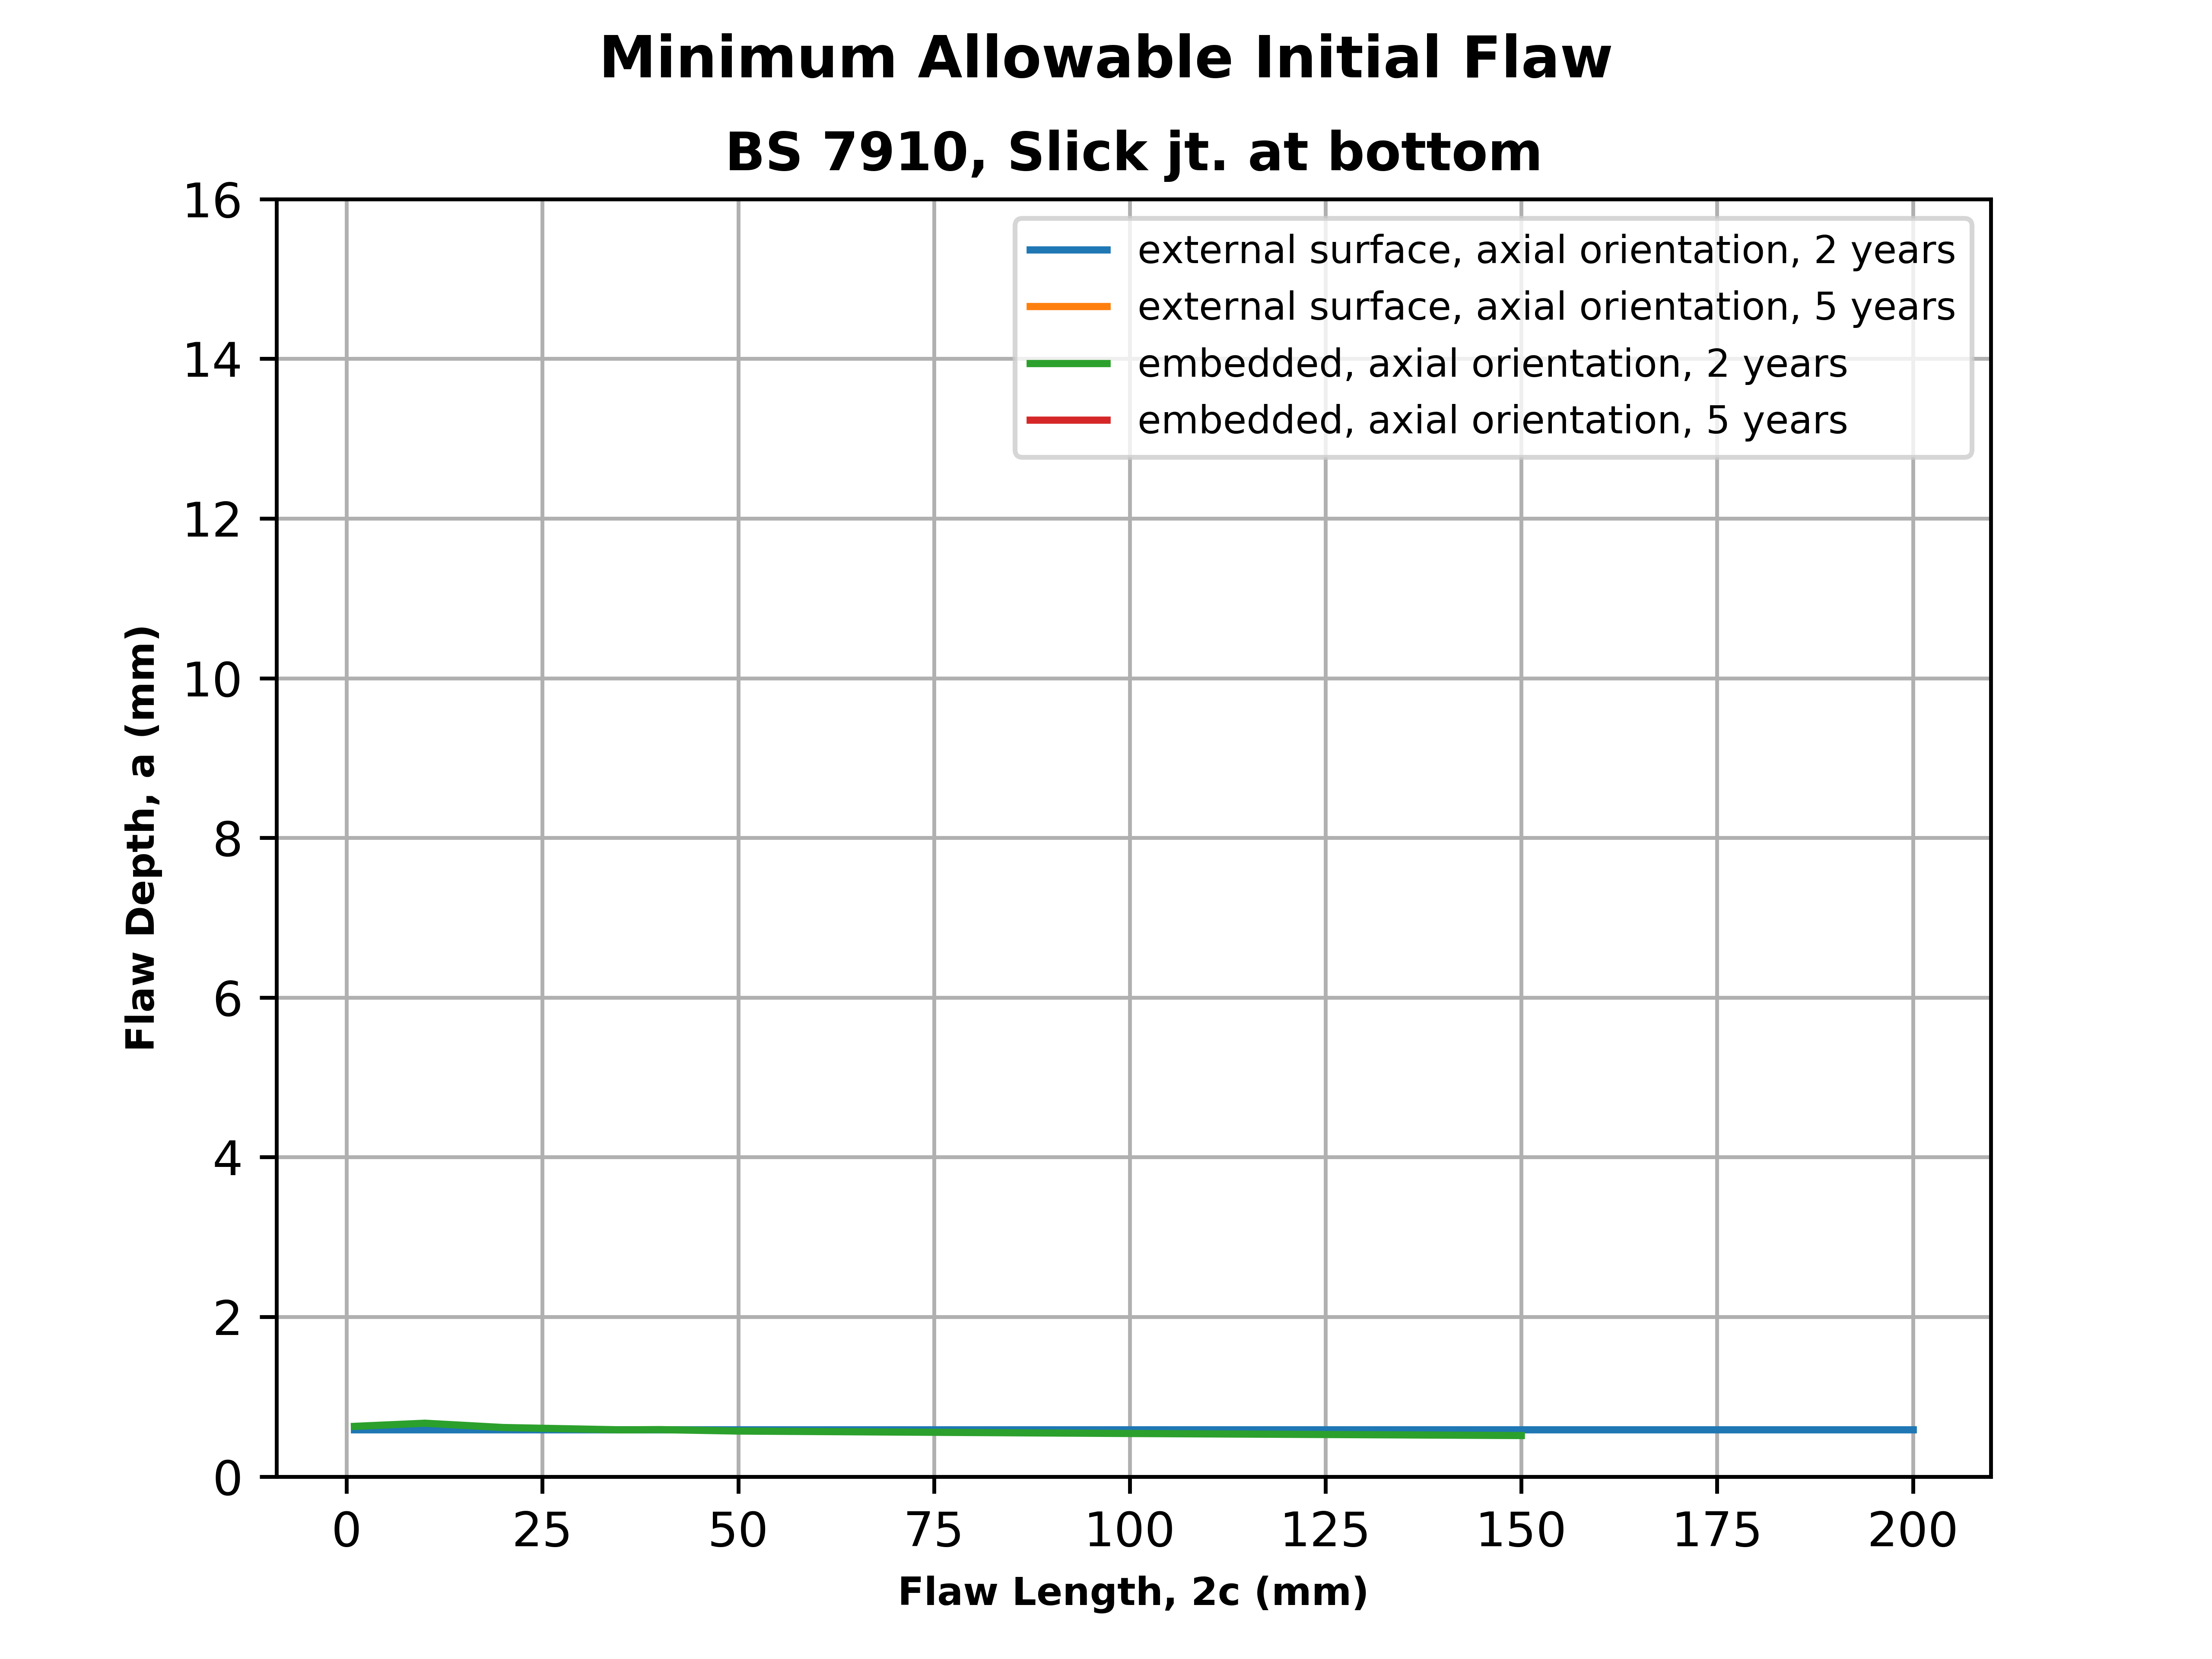 Minimum Allowable Initial Flaw
BS 7910, Slick jt. at bottom
external surface, axial orientation, 2 years
external surface, axial orientation, 5 years
embedded, axial orientation, 2 years
embedded, axial orientation, 5 years
16
14
12
10
8
6
4
2
0
Flaw Depth, a (mm)
0 25 50 75 100 125 150 175 200
Flaw Length, 2c (mm)